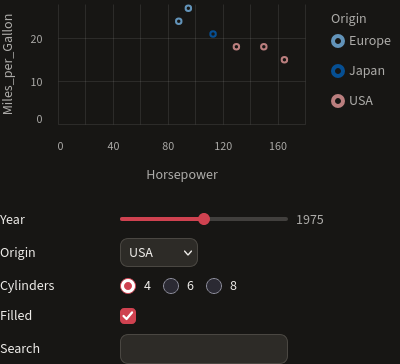 Miles_per_Gallon
20
10
0
0 40 80 120 160
Horsepower
Origin
Europe
Japan
USA
Year 1975
Origin USA
Cylinders 4 6 8
Filled
Search